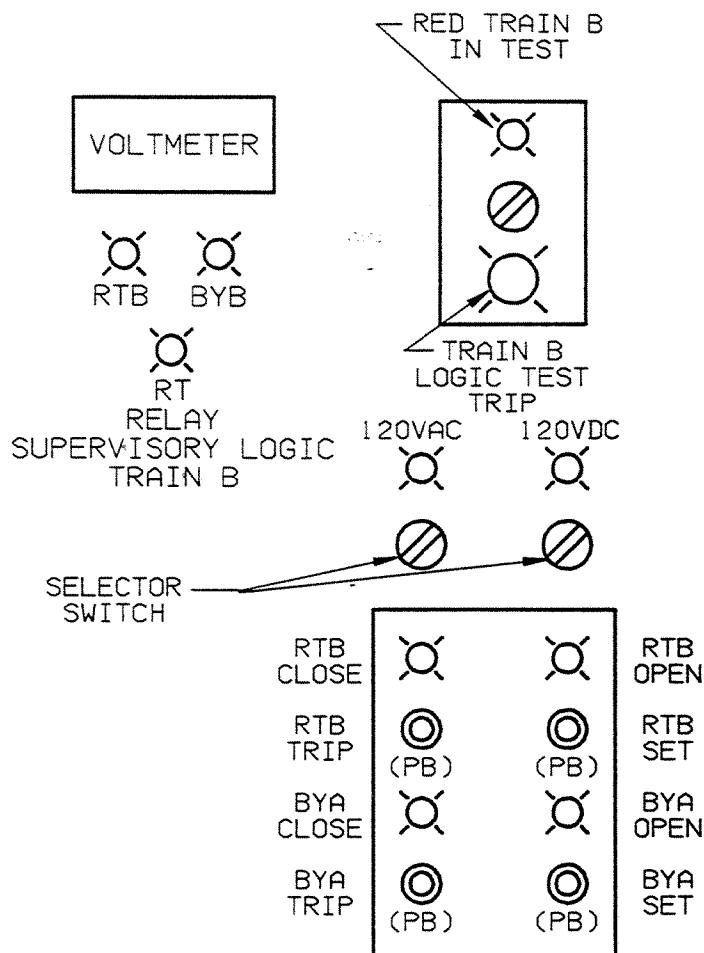 RED TRAIN B
IN TEST
VOLTMETER
RTB BYB
RT
RELAY
SUPERVISORY LOGIC
TRAIN B
TRAIN B
LOGIC TEST
TRIP
120VAC 120VDC
SELECTOR
SWITCH
RTB
CLOSE
RTB
OPEN
RTB
TRIP
(PB) (PB)
RTB
SET
BYA
CLOSE
BYA
OPEN
BYA
TRIP
(PB) (PB)
BYA
SET